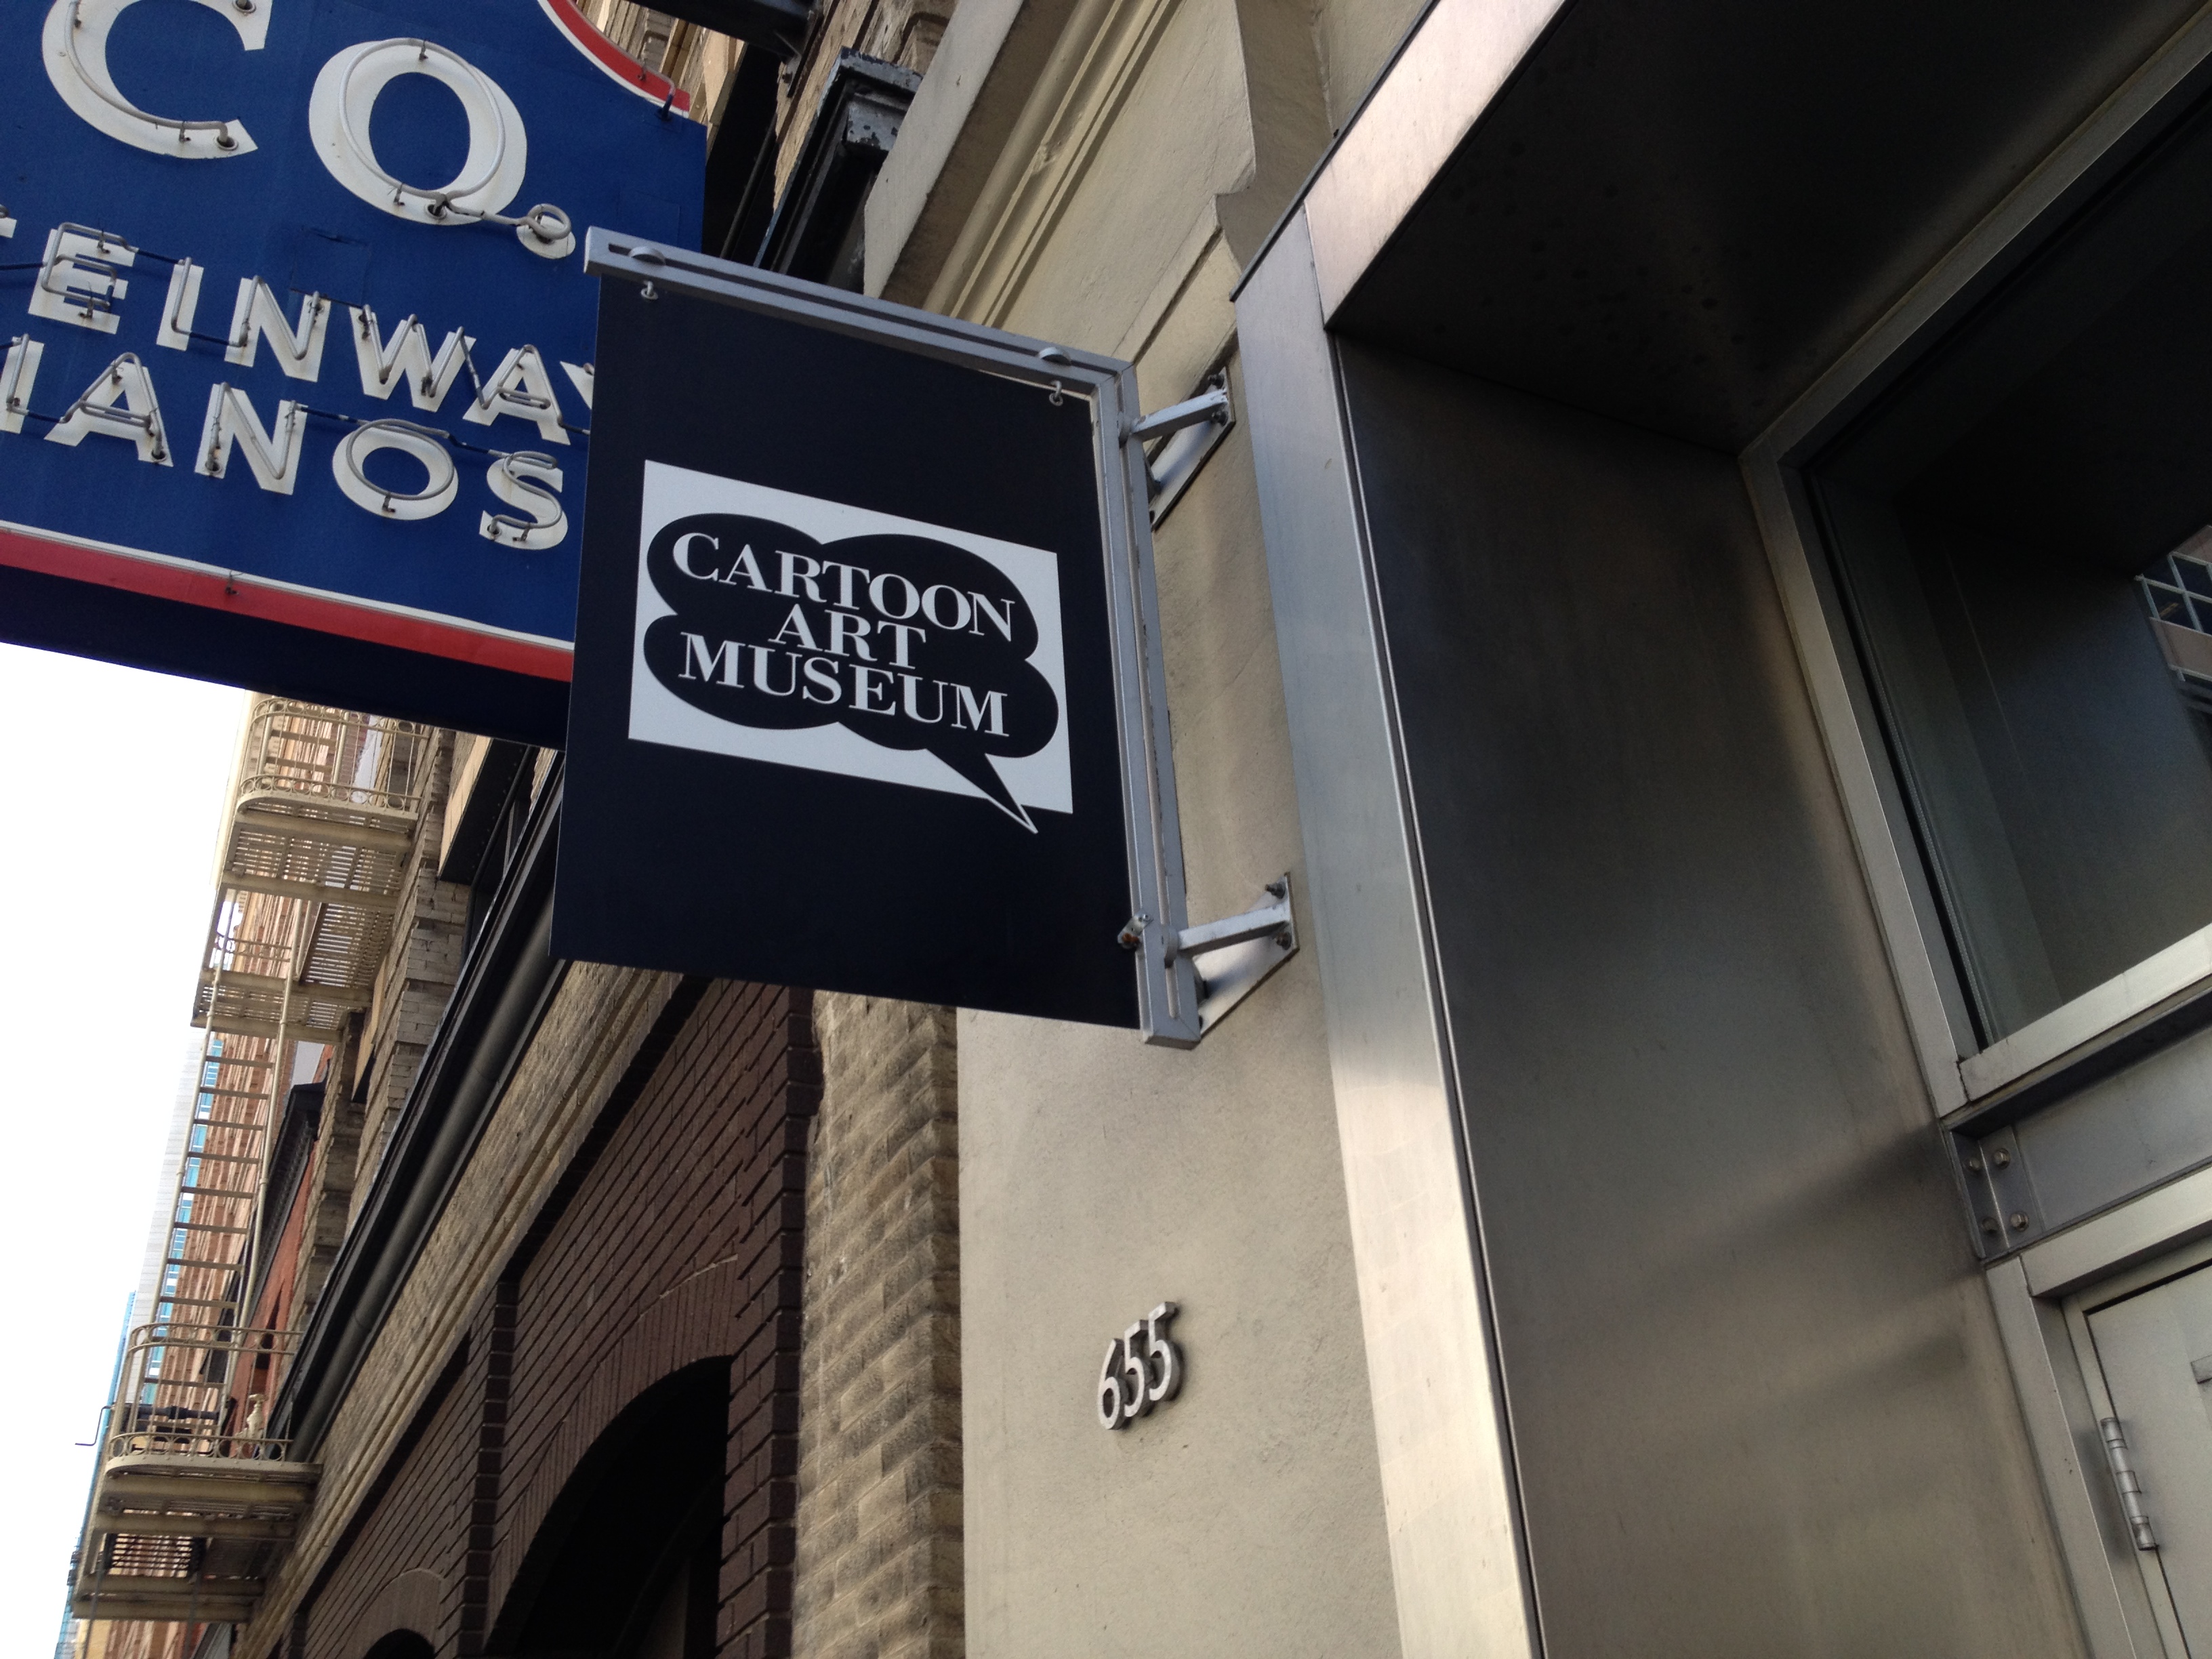 CO.
EINWAY
IANOS
CARTOON
ART
MUSEUM
655